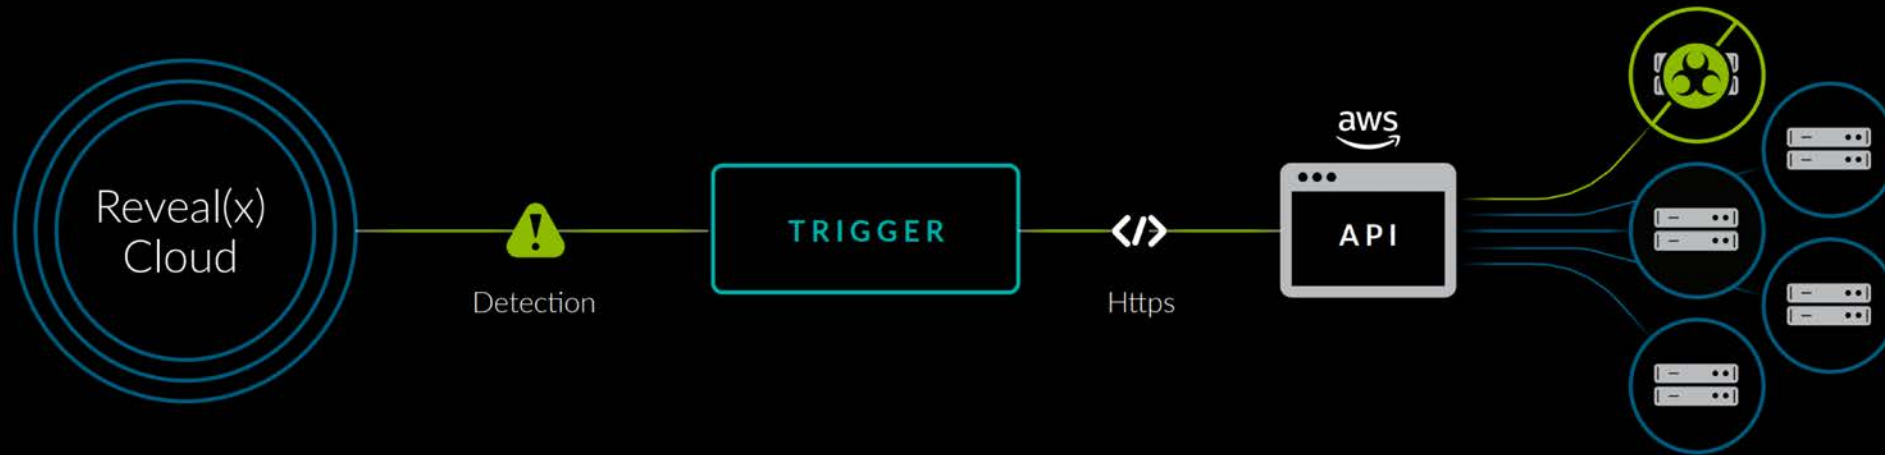 Reveal(x)
Cloud
Detection
TRIGGER
Https
aws
API